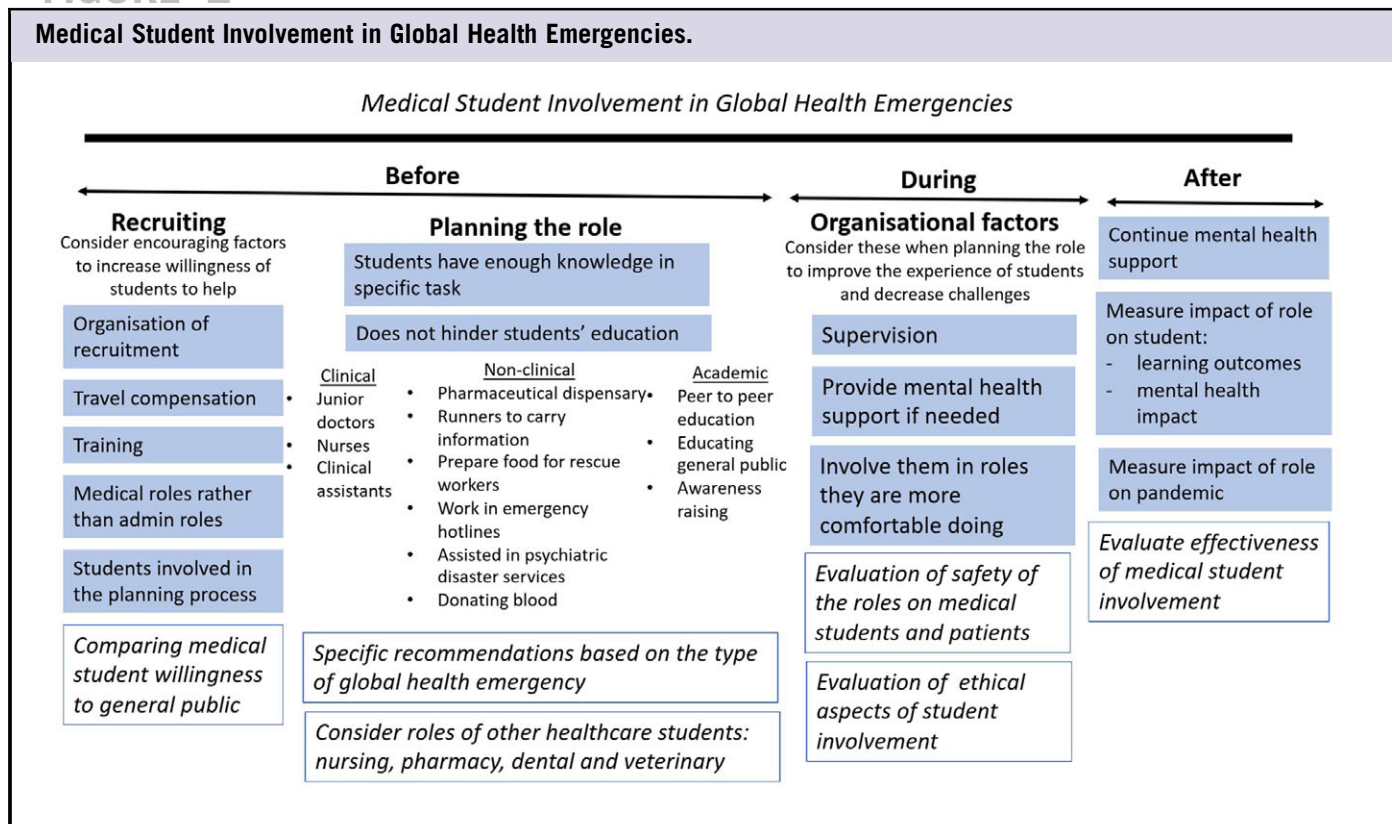 FIGURE 2
Medical Student Involvement in Global Health Emergencies.
Medical Student Involvement in Global Health Emergencies
Before
Recruiting
Consider encouraging factors
to increase willingness of
students to help
Organisation of
recruitment
Travel compensation
Training
Medical roles rather
than admin roles
Students involved in
the planning process
Comparing medical
student willingness
to general public
Planning the role
Students have enough knowledge in
specific task
Does not hinder students' education
Clinical
• Junior
doctors
• Nurses
• Clinical
assistants
Non-clinical
• Pharmaceutical dispensary
• Runners to carry
information
• Prepare food for rescue
workers
• Work in emergency
hotlines
• Assisted in psychiatric
disaster services
• Donating blood
Academic
• Peer to peer
education
• Educating
general public
• Awareness
raising
Specific recommendations based on the type
of global health emergency
Consider roles of other healthcare students:
nursing, pharmacy, dental and veterinary
During
Organisational factors
Consider these when planning the role
to improve the experience of students
and decrease challenges
Supervision
Provide mental health
support if needed
Involve them in roles
they are more
comfortable doing
Evaluation of safety of
the roles on medical
students and patients
Evaluation of ethical
aspects of student
involvement
After
Continue mental health
support
Measure impact of role
on student:
- learning outcomes
- mental health
impact
Measure impact of role
on pandemic
Evaluate effectiveness
of medical student
involvement